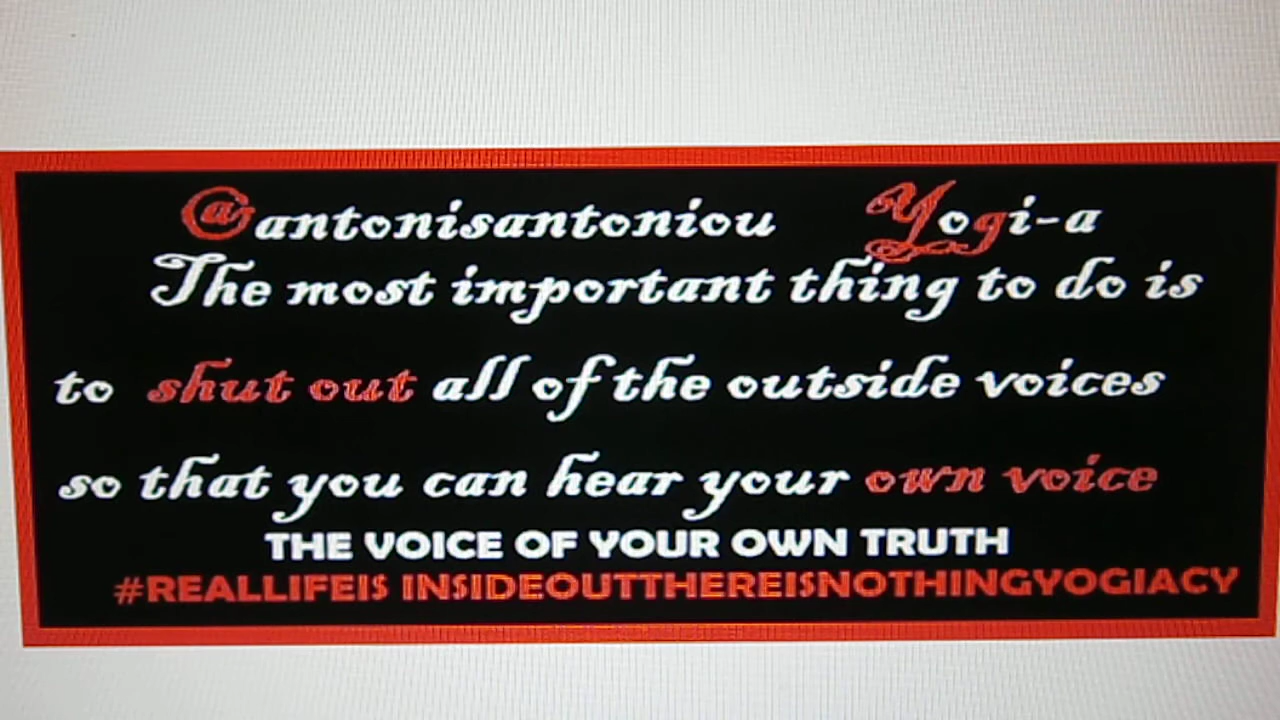 @antonisantoniou Yogi-a
The most important thing to do is
to shut out all of the outside voices
so that you can hear your own voice
THE VOICE OF YOUR OWN TRUTH
#REALLIFEIS INSIDEOUTTHEREISNOTHINGYOGIACY